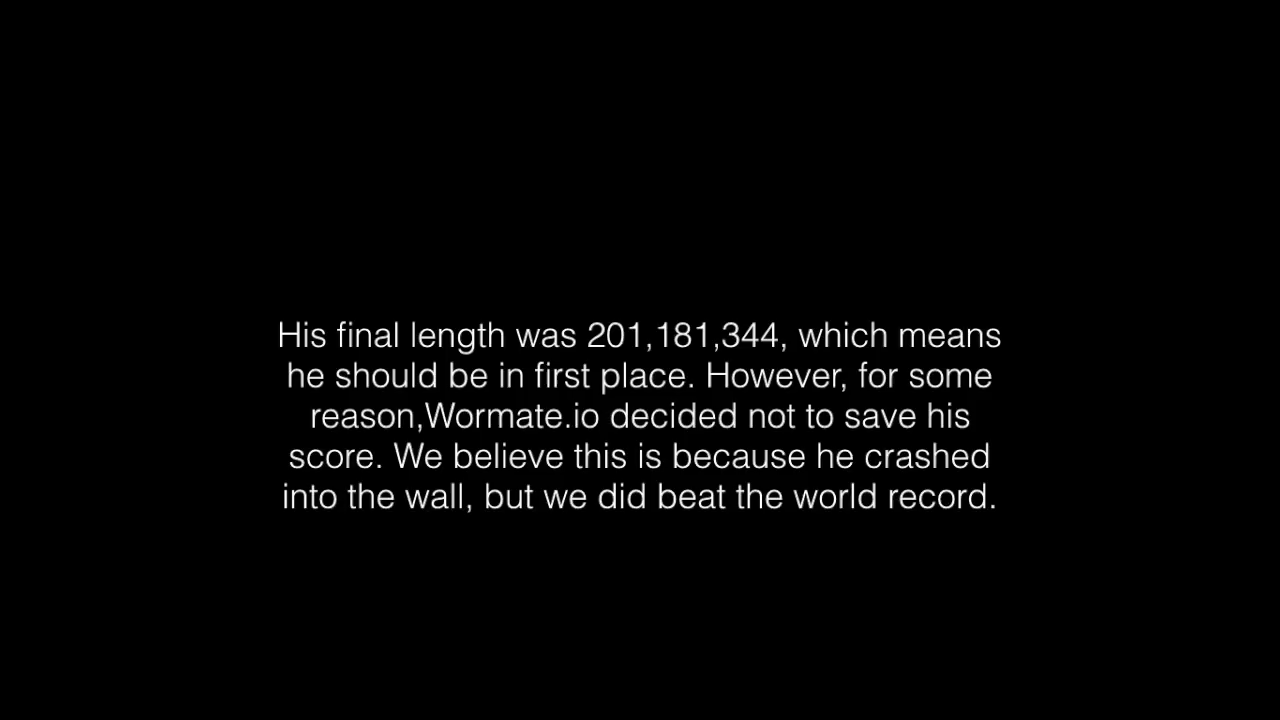 His final length was 201,181,344, which means
he should be in first place. However, for some
reason,Wormate.io decided not to save his
score. We believe this is because he crashed
into the wall, but we did beat the world record.